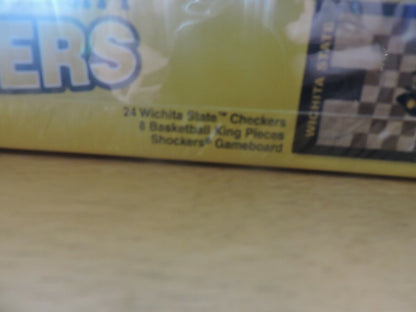 ERS
24 Wichita State™ Checkers
8 Basketball King Pieces
Shockers® Gameboard
WICHITA STATE